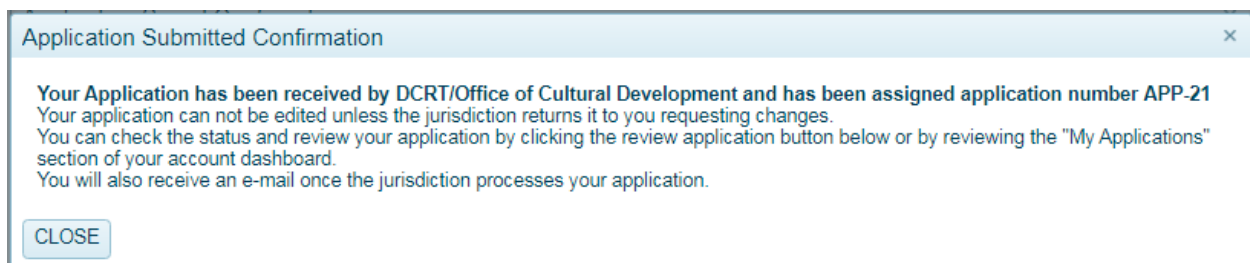 Application Submitted Confirmation
Your Application has been received by DCRT/Office of Cultural Development and has been assigned application number APP-21
Your application can not be edited unless the jurisdiction returns it to you requesting changes.
You can check the status and review your application by clicking the review application button below or by reviewing the "My Applications"
section of your account dashboard.
You will also receive an e-mail once the jurisdiction processes your application.
CLOSE